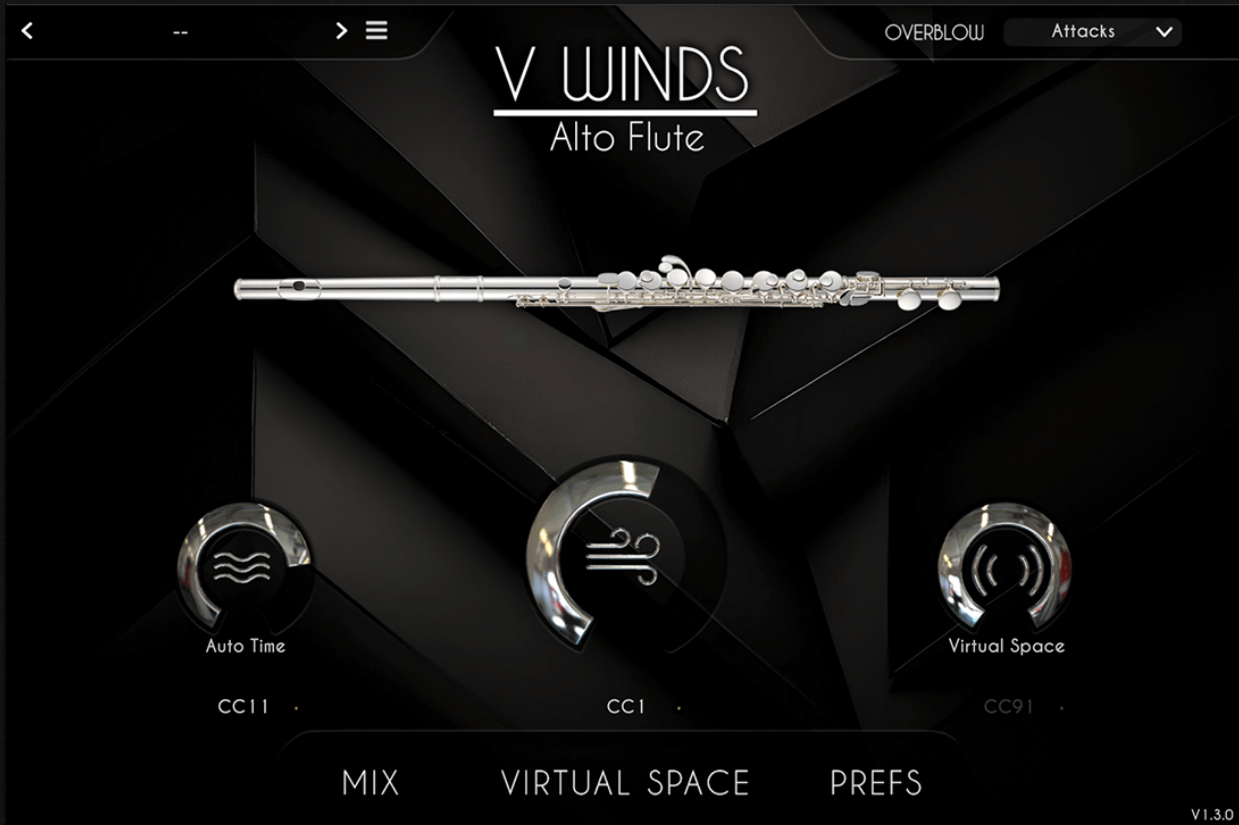 --
OVERBLOW
Attacks
V WINDS
Alto Flute
Auto Time
Virtual Space
CC11
CC1
CC91
MIX
VIRTUAL SPACE
PREFS
V1.3.0